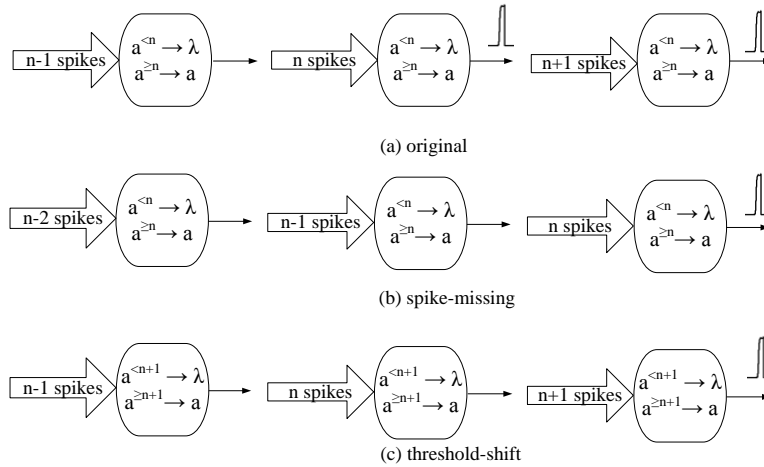 n-1 spikes a^{<n} → λ a^{≥n} → a n spikes a^{<n} → λ a^{≥n} → a n+1 spikes a^{<n} → λ a^{≥n} → a
(a) original
n-2 spikes a^{<n} → λ a^{≥n} → a n-1 spikes a^{<n} → λ a^{≥n} → a n spikes a^{<n} → λ a^{≥n} → a
(b) spike-missing
n-1 spikes a^{<n+1} → λ a^{≥n+1} → a n spikes a^{<n+1} → λ a^{≥n+1} → a n+1 spikes a^{<n+1} → λ a^{≥n+1} → a
(c) threshold-shift